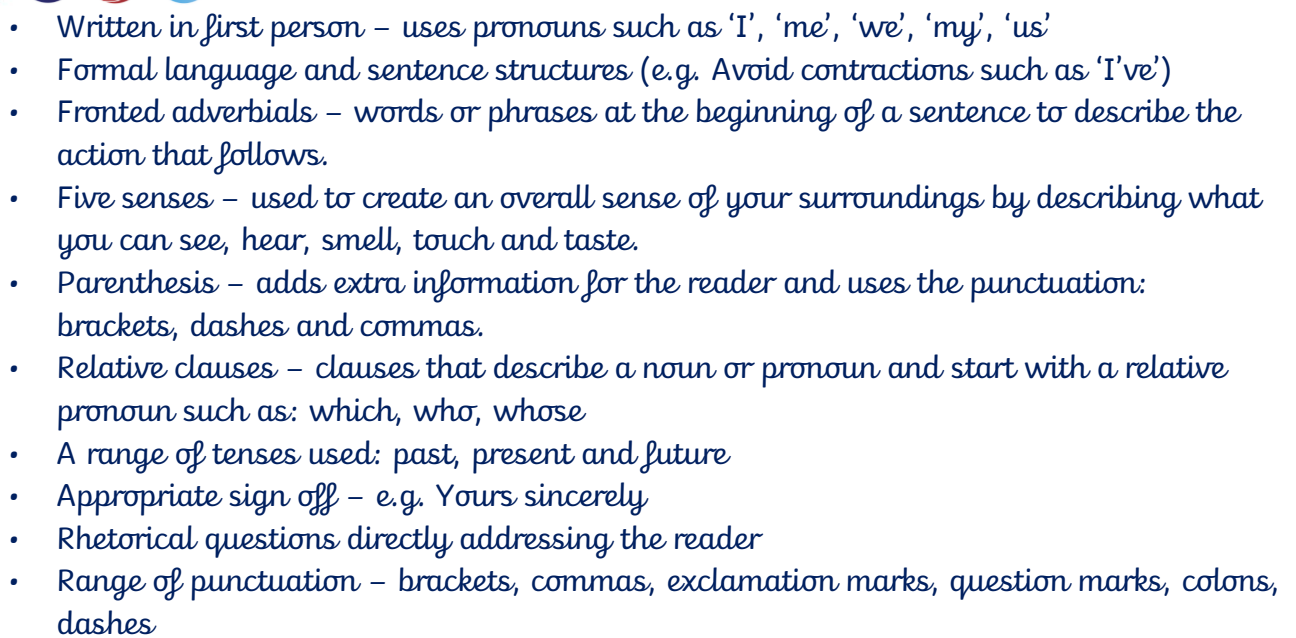 • Written in first person – uses pronouns such as ‘I’, ‘me’, ‘we’, ‘my’, ‘us’
• Formal language and sentence structures (e.g. Avoid contractions such as ‘I’ve’)
• Fronted adverbials – words or phrases at the beginning of a sentence to describe the
action that follows.
• Five senses – used to create an overall sense of your surroundings by describing what
you can see, hear, smell, touch and taste.
• Parenthesis – adds extra information for the reader and uses the punctuation:
brackets, dashes and commas.
• Relative clauses – clauses that describe a noun or pronoun and start with a relative
pronoun such as: which, who, whose
• A range of tenses used: past, present and future
• Appropriate sign off – e.g. Yours sincerely
• Rhetorical questions directly addressing the reader
• Range of punctuation – brackets, commas, exclamation marks, question marks, colons,
dashes